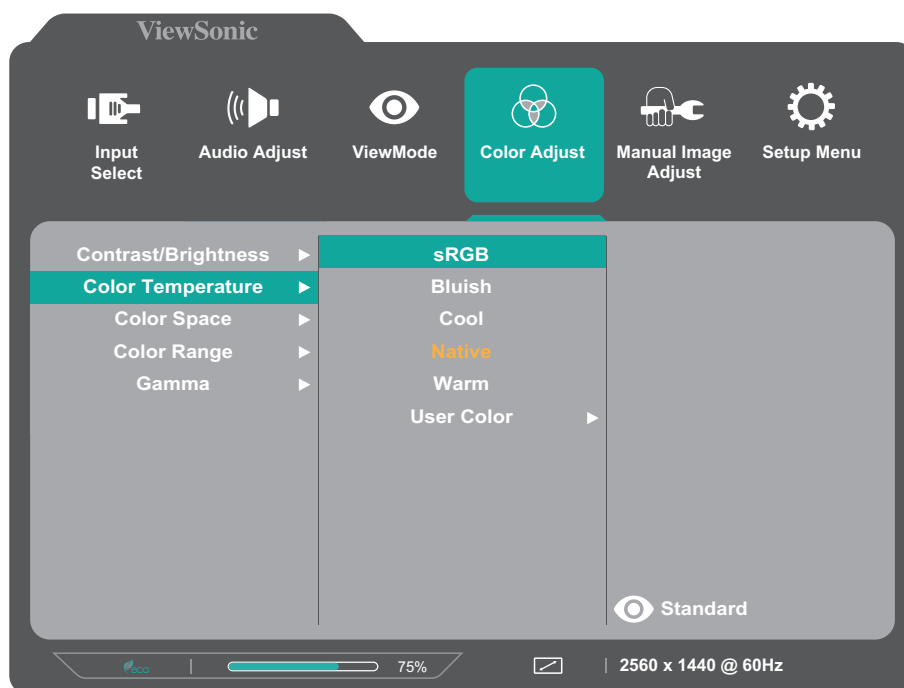 ViewSonic
Input Select
Audio Adjust
ViewMode
Color Adjust
Manual Image Adjust
Setup Menu
Contrast/Brightness
Color Temperature
Color Space
Color Range
Gamma
sRGB
Bluish
Cool
Native
Warm
User Color
Standard
eco
75%
2560 x 1440 @ 60Hz